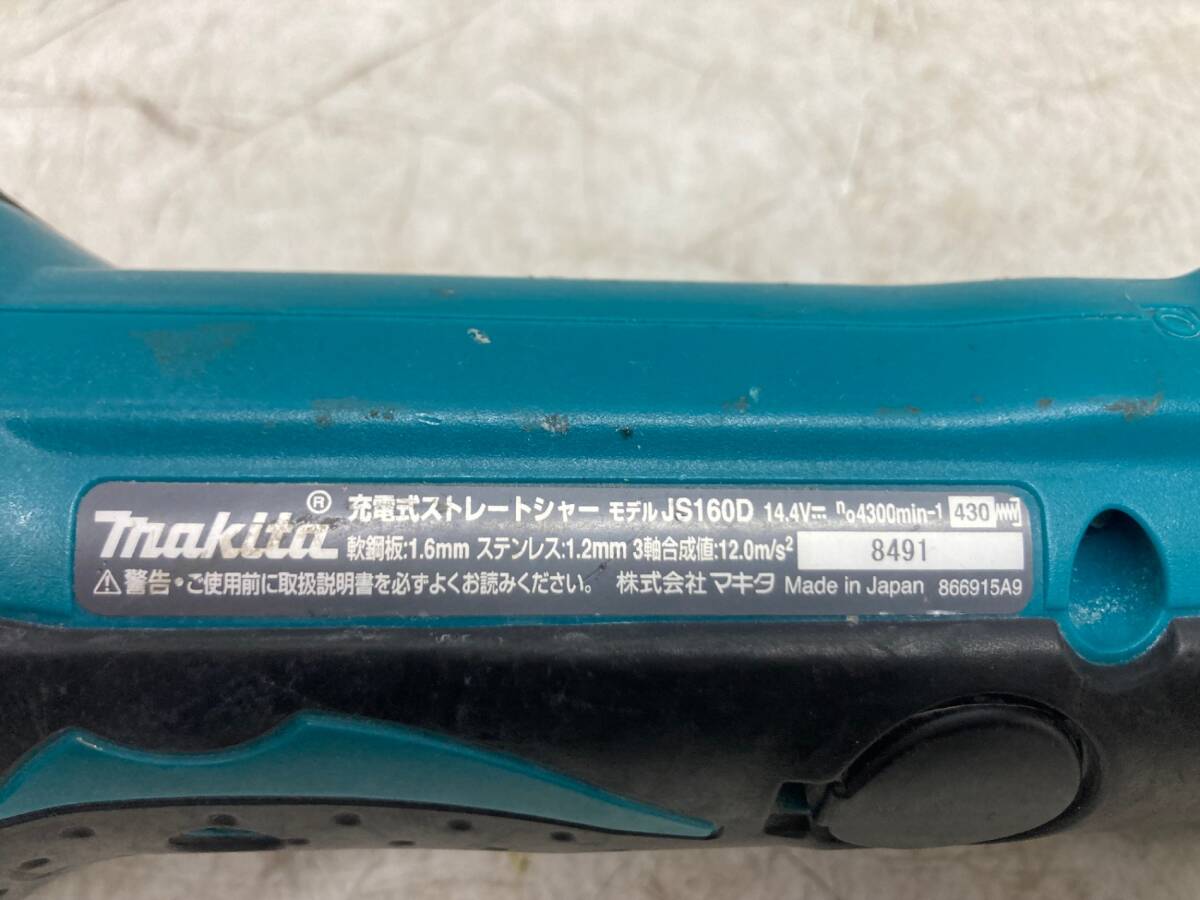 makita ® 充電式ストレートシャー モデル JS160D 14.4V⎓ n₀4300min-1 430
軟鋼板:1.6mm ステンレス:1.2mm 3軸合成値:12.0m/s² 8491
⚠警告・ご使用前に取扱説明書を必ずよくお読みください。 株式会社マキタ Made in Japan 866915A9